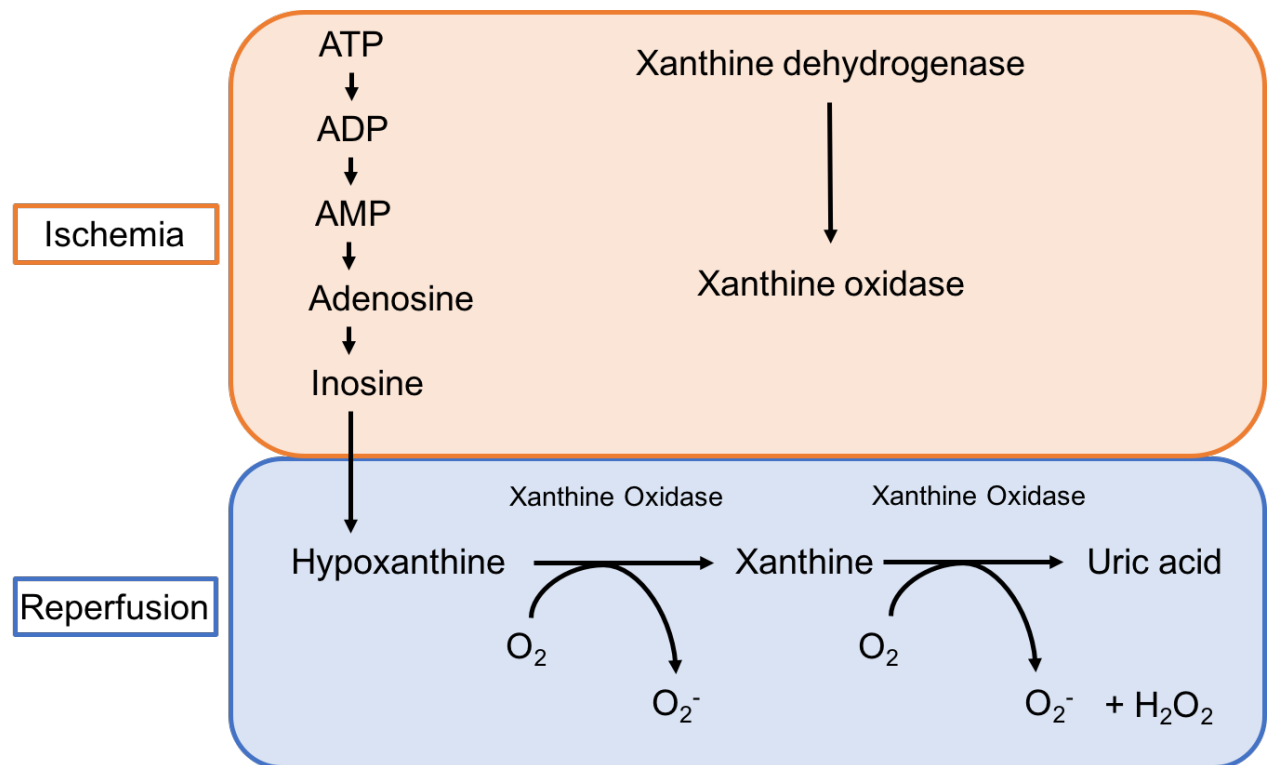 ATP
Xanthine dehydrogenase
ADP
AMP
Ischemia
Xanthine oxidase
Adenosine
Inosine
Xanthine Oxidase
Xanthine Oxidase
Hypoxanthine
Xanthine
Uric acid
Reperfusion
O₂
O₂
O₂⁻
O₂⁻ + H₂O₂